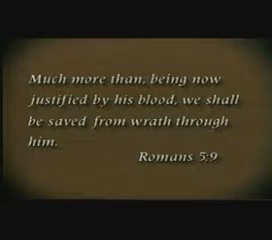 Much more than, being now
justified by his blood, we shall
be saved from wrath through
him.
Romans 5:9